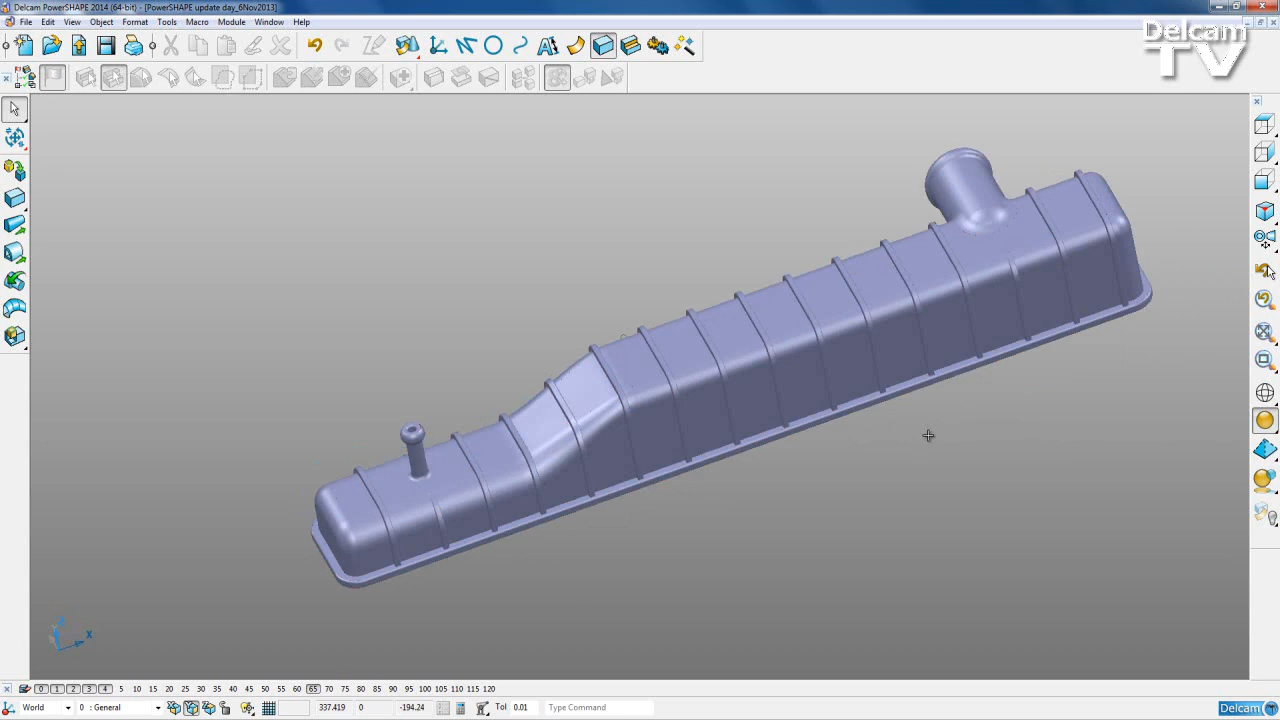 Delcam PowerSHAPE 2014 (64-bit) - [PowerSHAPE update day_6Nov2013]
File Edit View Object Format Tools Macro Module Window Help
Delcam
TV
Z
Y
X
0 1 2 3 4 5 10 15 20 25 30 35 40 45 50 55 60 65 70 75 80 85 90 95 100 105 110 115 120
World 0 : General 337.419 0 -194.24 Tol 0.01 Type Command Delcam